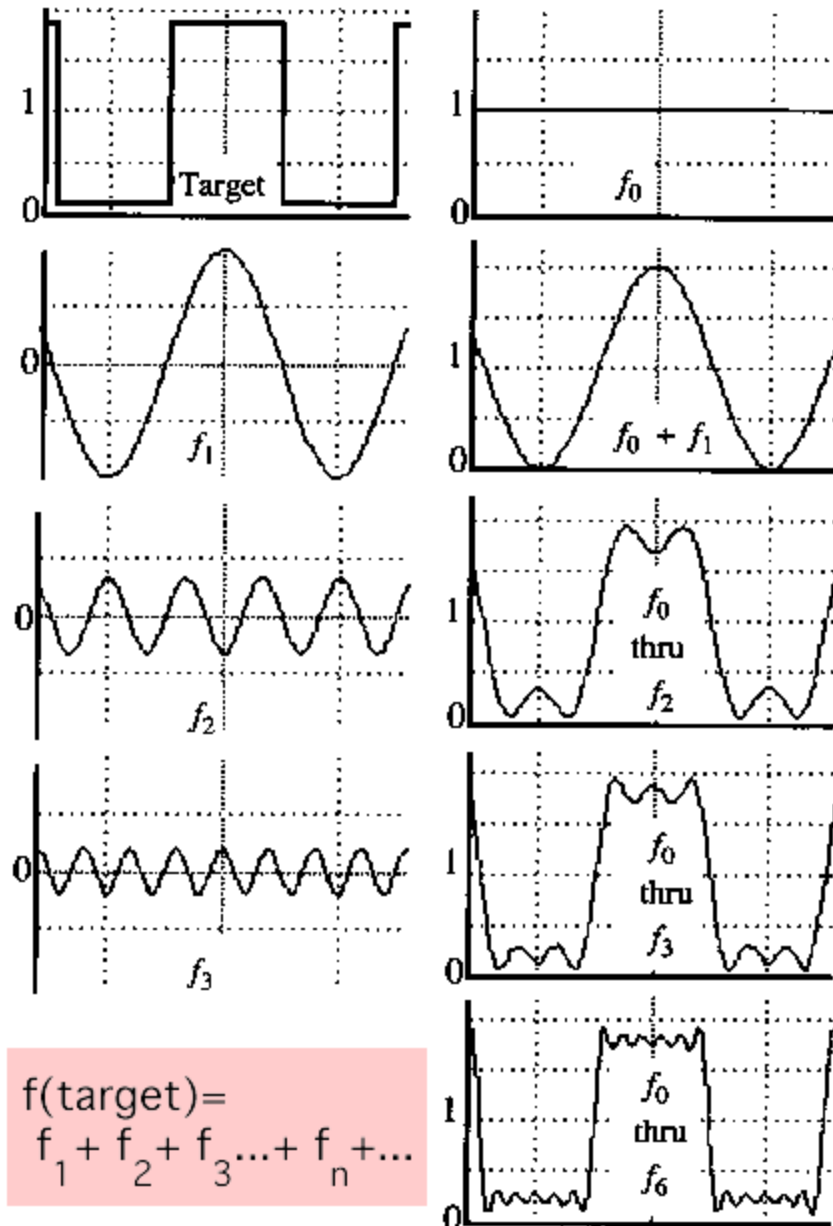 1
0
Target
1
0
f₀
0
f₁
1
0
f₀ + f₁
0
f₂
1
0
f₀
thru
f₂
0
f₃
1
0
f₀
thru
f₃
f(target)=
f₁+ f₂+ f₃...+ fₙ+...
1
0
f₀
thru
f₆